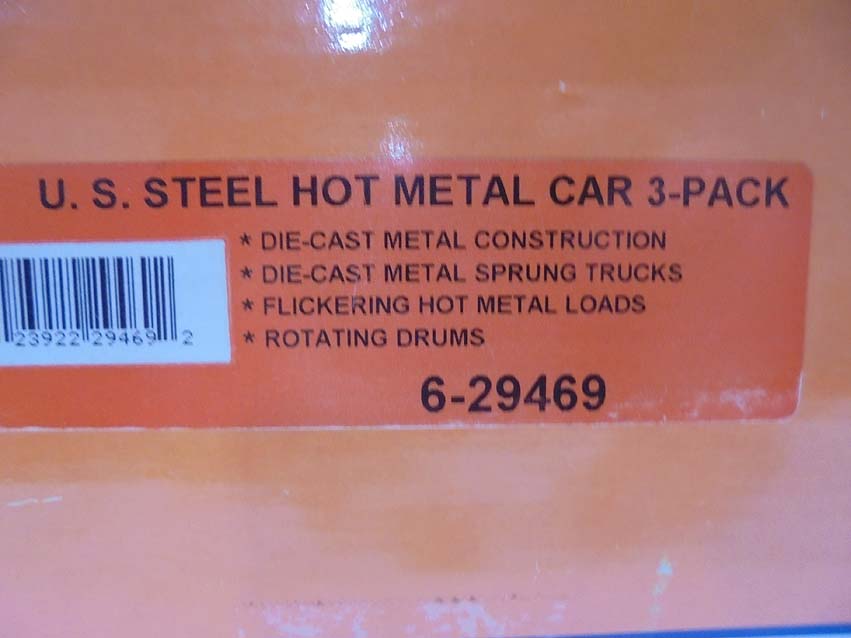 U. S. STEEL HOT METAL CAR 3-PACK
* DIE-CAST METAL CONSTRUCTION
* DIE-CAST METAL SPRUNG TRUCKS
* FLICKERING HOT METAL LOADS
* ROTATING DRUMS
23922 29469 2
6-29469